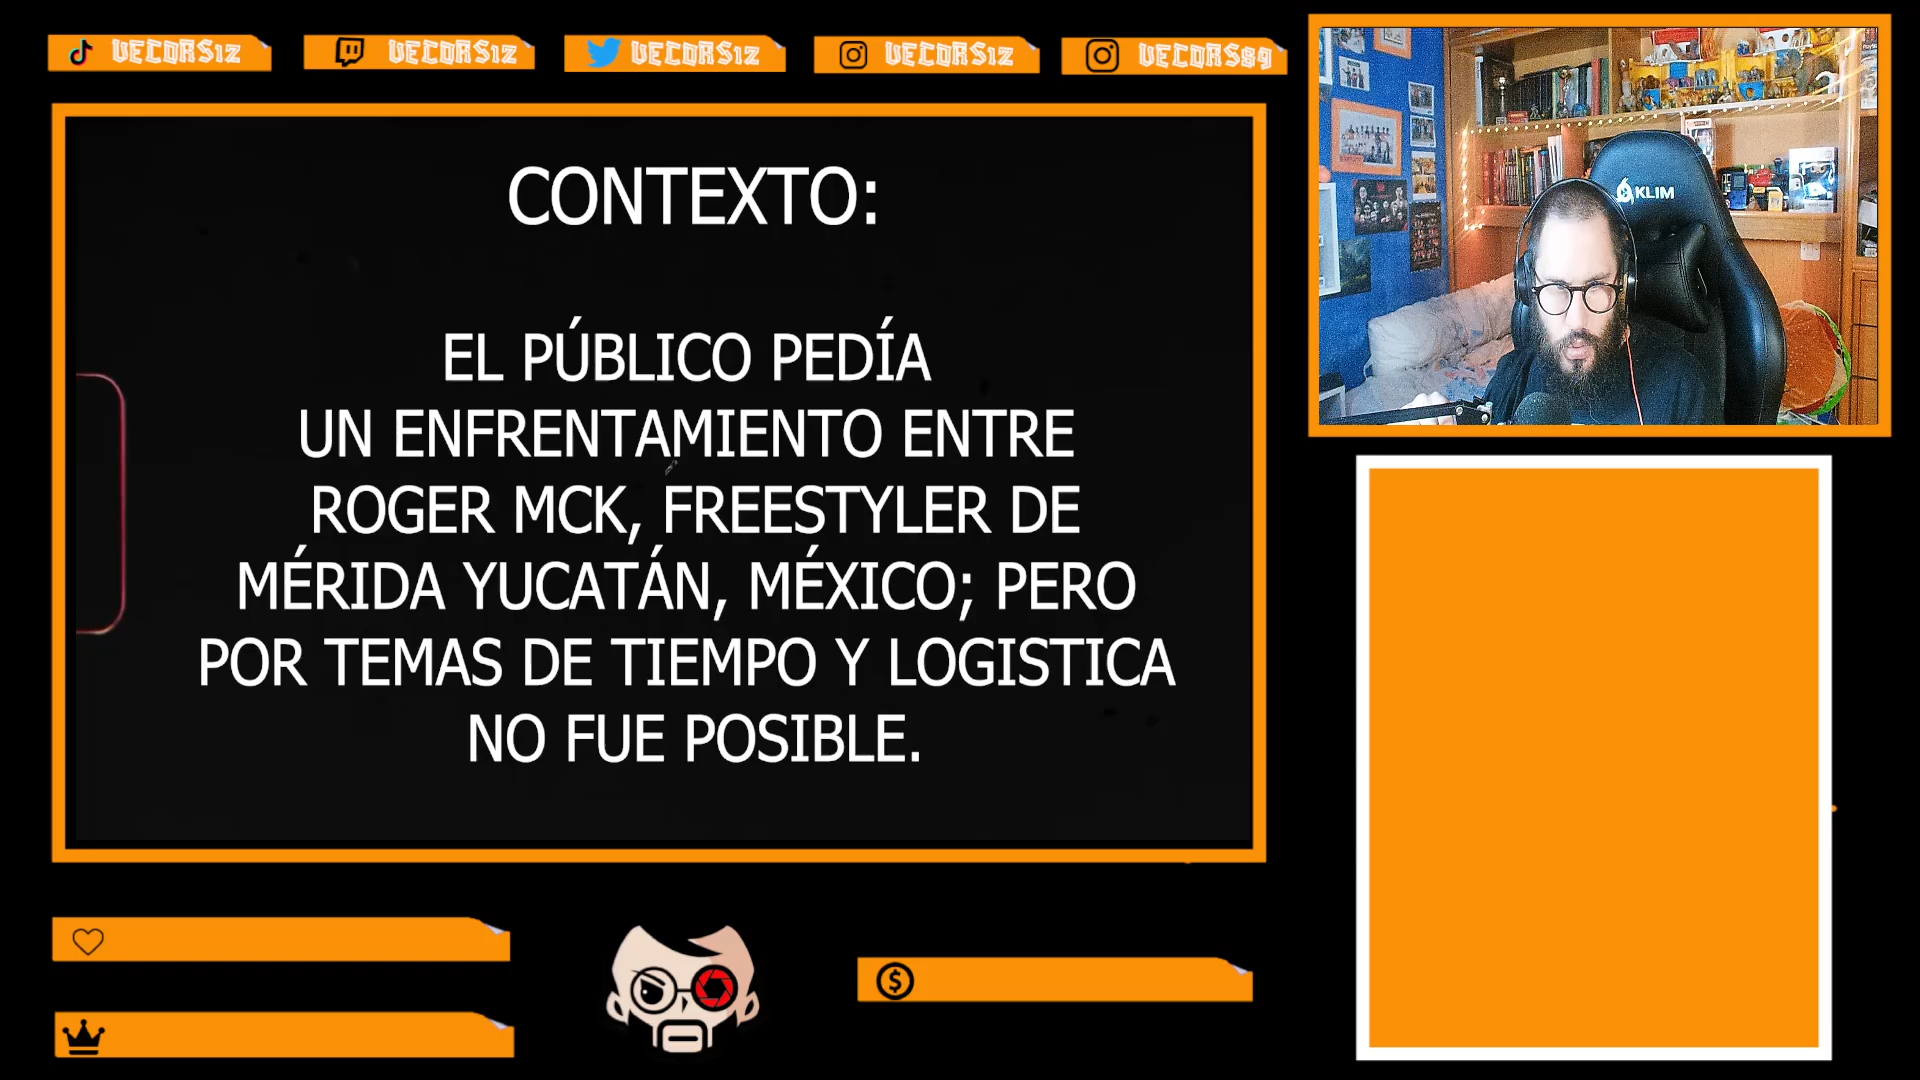 VECORS12
VECORS12
VECORS12
VECORS12
VECORS89
CONTEXTO:
EL PÚBLICO PEDÍA
UN ENFRENTAMIENTO ENTRE
ROGER MCK, FREESTYLER DE
MÉRIDA YUCATÁN, MÉXICO; PERO
POR TEMAS DE TIEMPO Y LOGISTICA
NO FUE POSIBLE.
KLIM